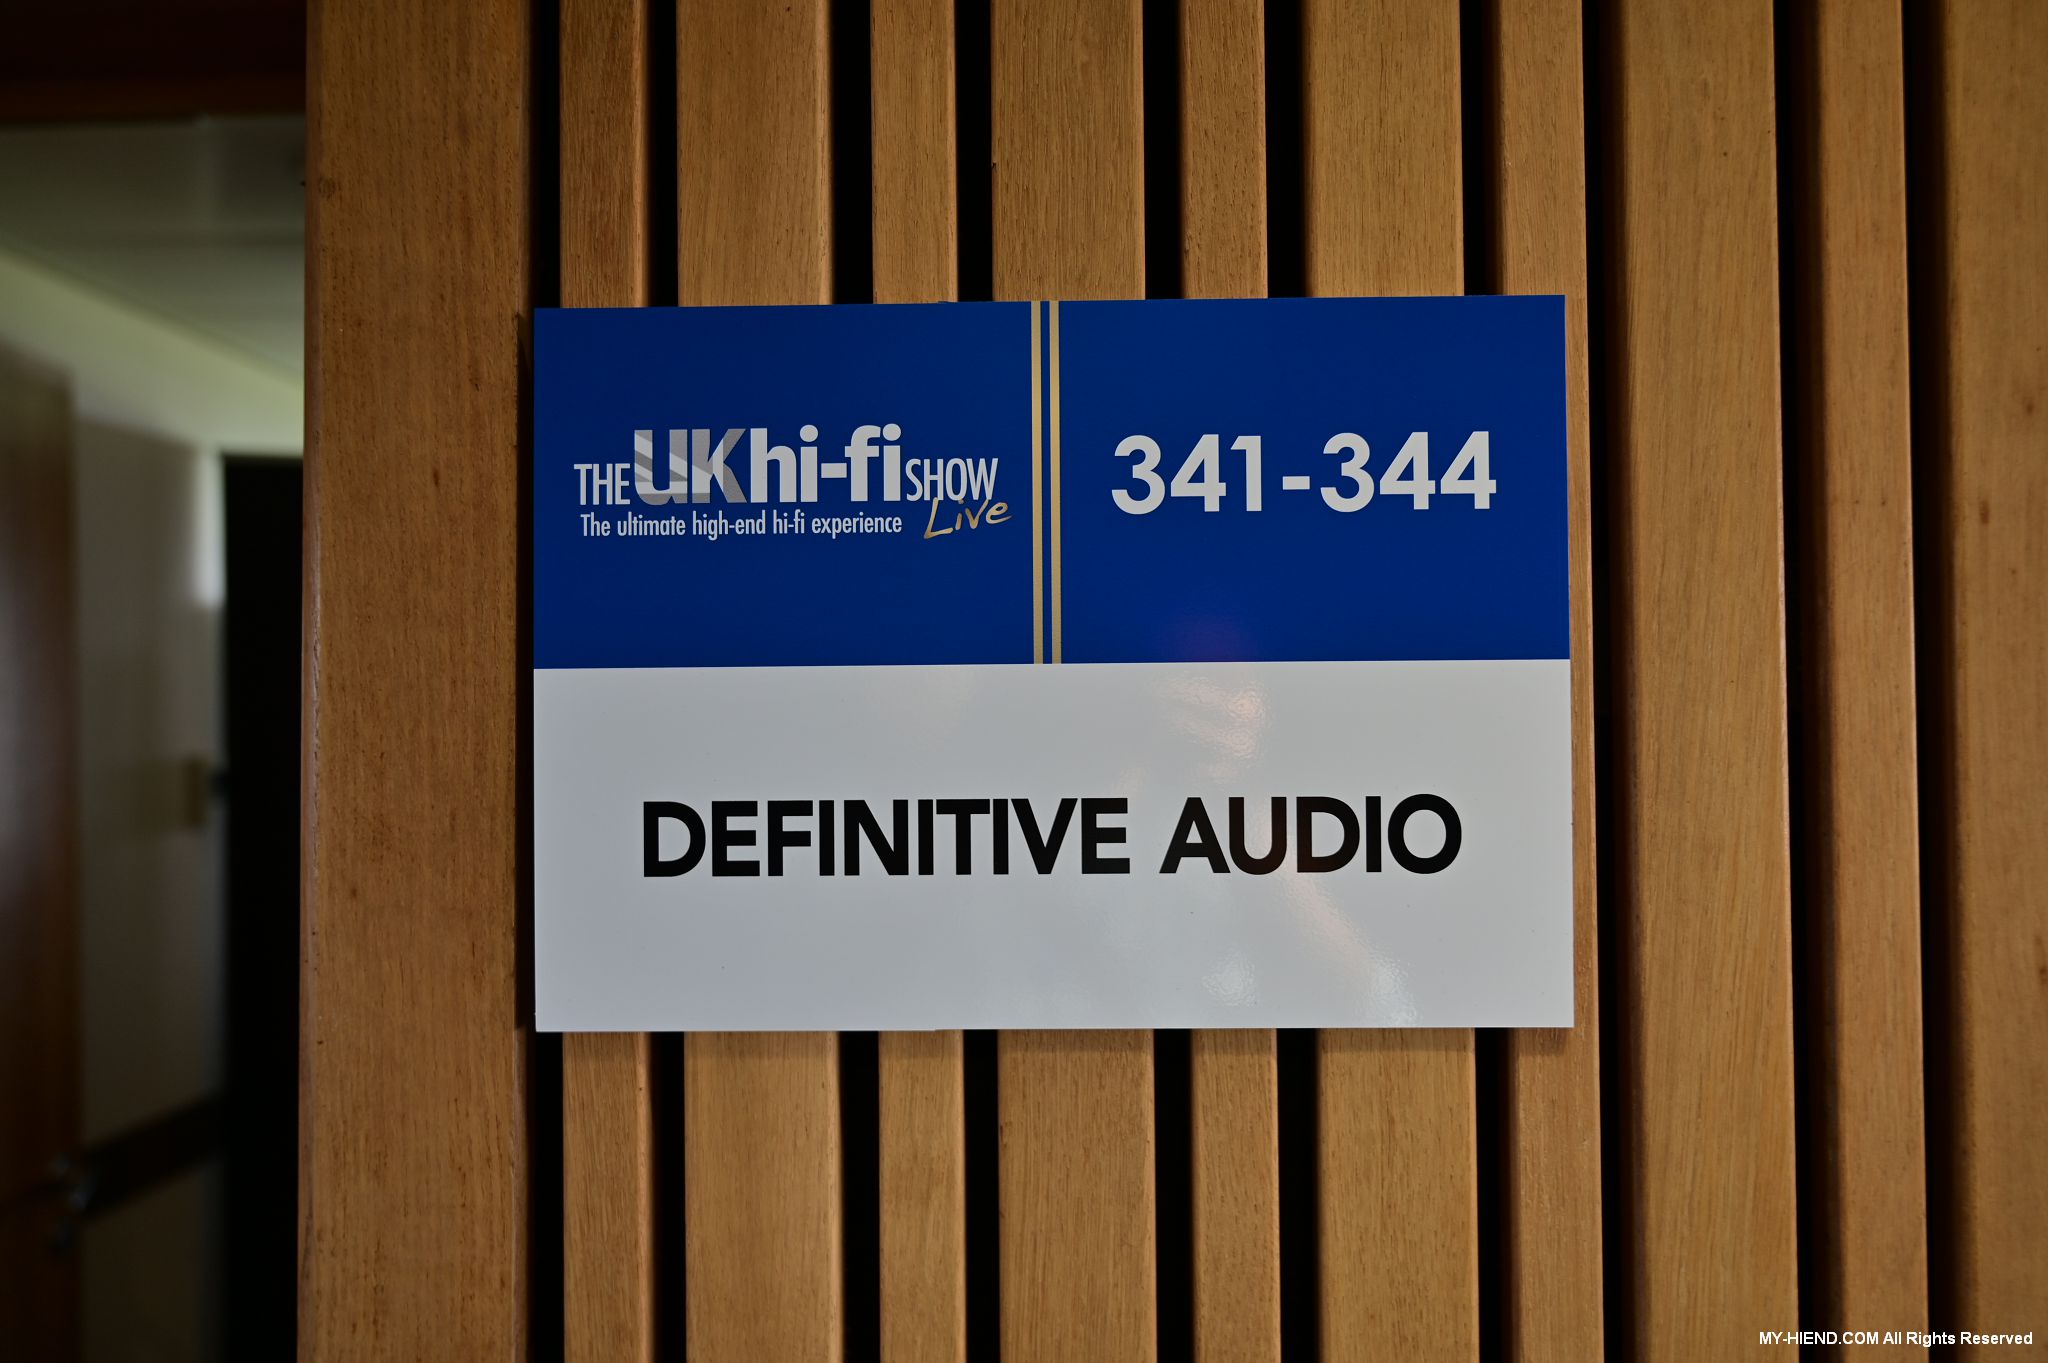 THE UK hi-fi SHOW
Live
The ultimate high-end hi-fi experience
341-344
DEFINITIVE AUDIO
MY-HIEND.COM All Rights Reserved